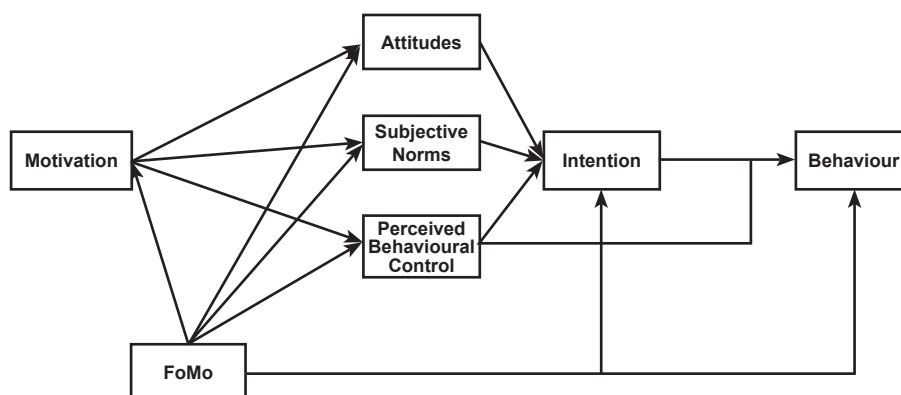 Attitudes
Motivation
Subjective
Norms
Intention
Behaviour
Perceived
Behavioural
Control
FoMo